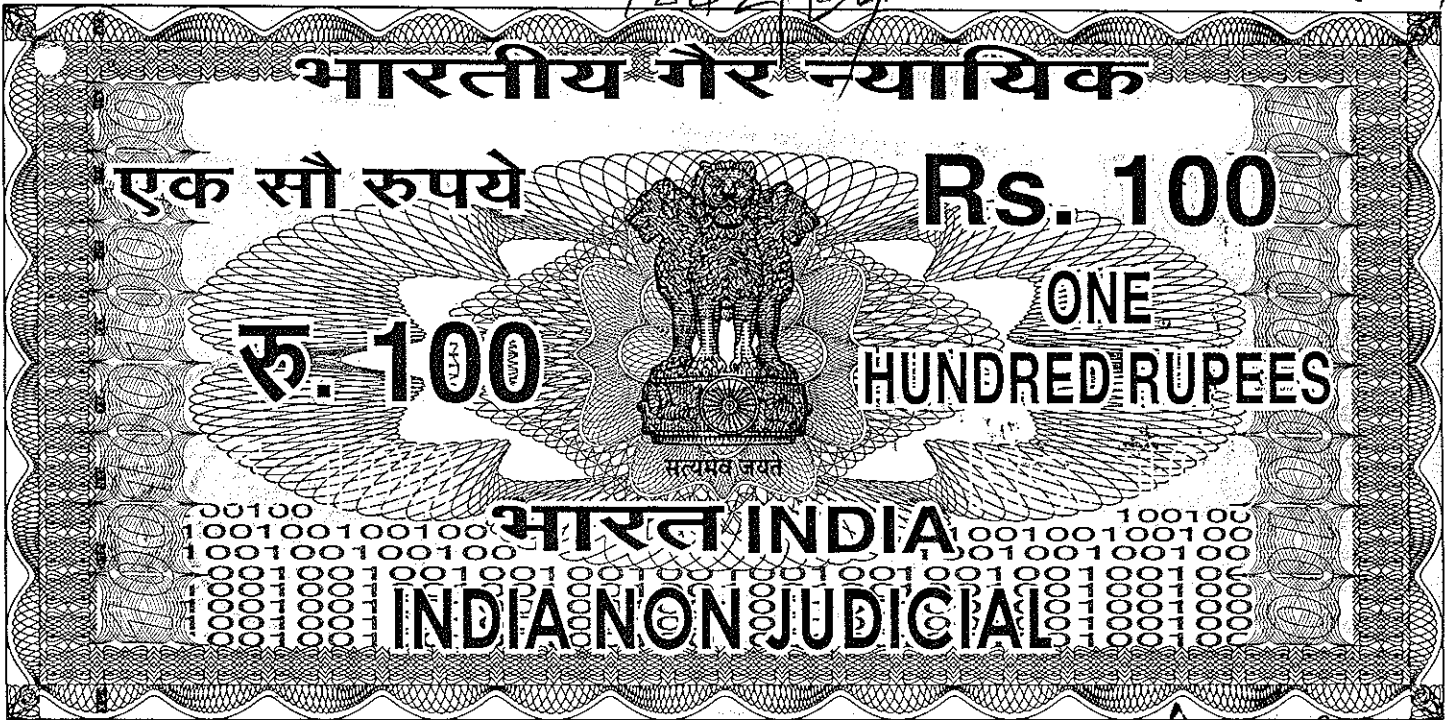 भारतीय गैर न्यायिक
एक सौ रुपये
Rs. 100
रु. 100
ONE
HUNDRED RUPEES
सत्यमेव जयते
भारत INDIA
INDIA NON JUDICIAL